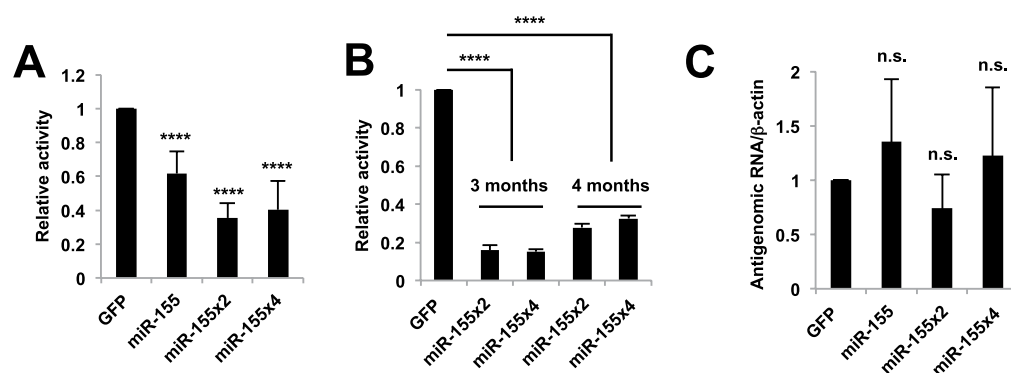 A
Relative activity
1.2
1
0.8
0.6
0.4
0.2
0
****
****
****
GFP
miR-155
miR-155x2
miR-155x4
B
Relative activity
1
0.8
0.6
0.4
0.2
0
****
****
3 months
4 months
GFP
miR-155x2
miR-155x4
miR-155x2
miR-155x4
C
Antigenomic RNA/β-actin
2
1.5
1
0.5
0
n.s.
n.s.
n.s.
GFP
miR-155
miR-155x2
miR-155x4